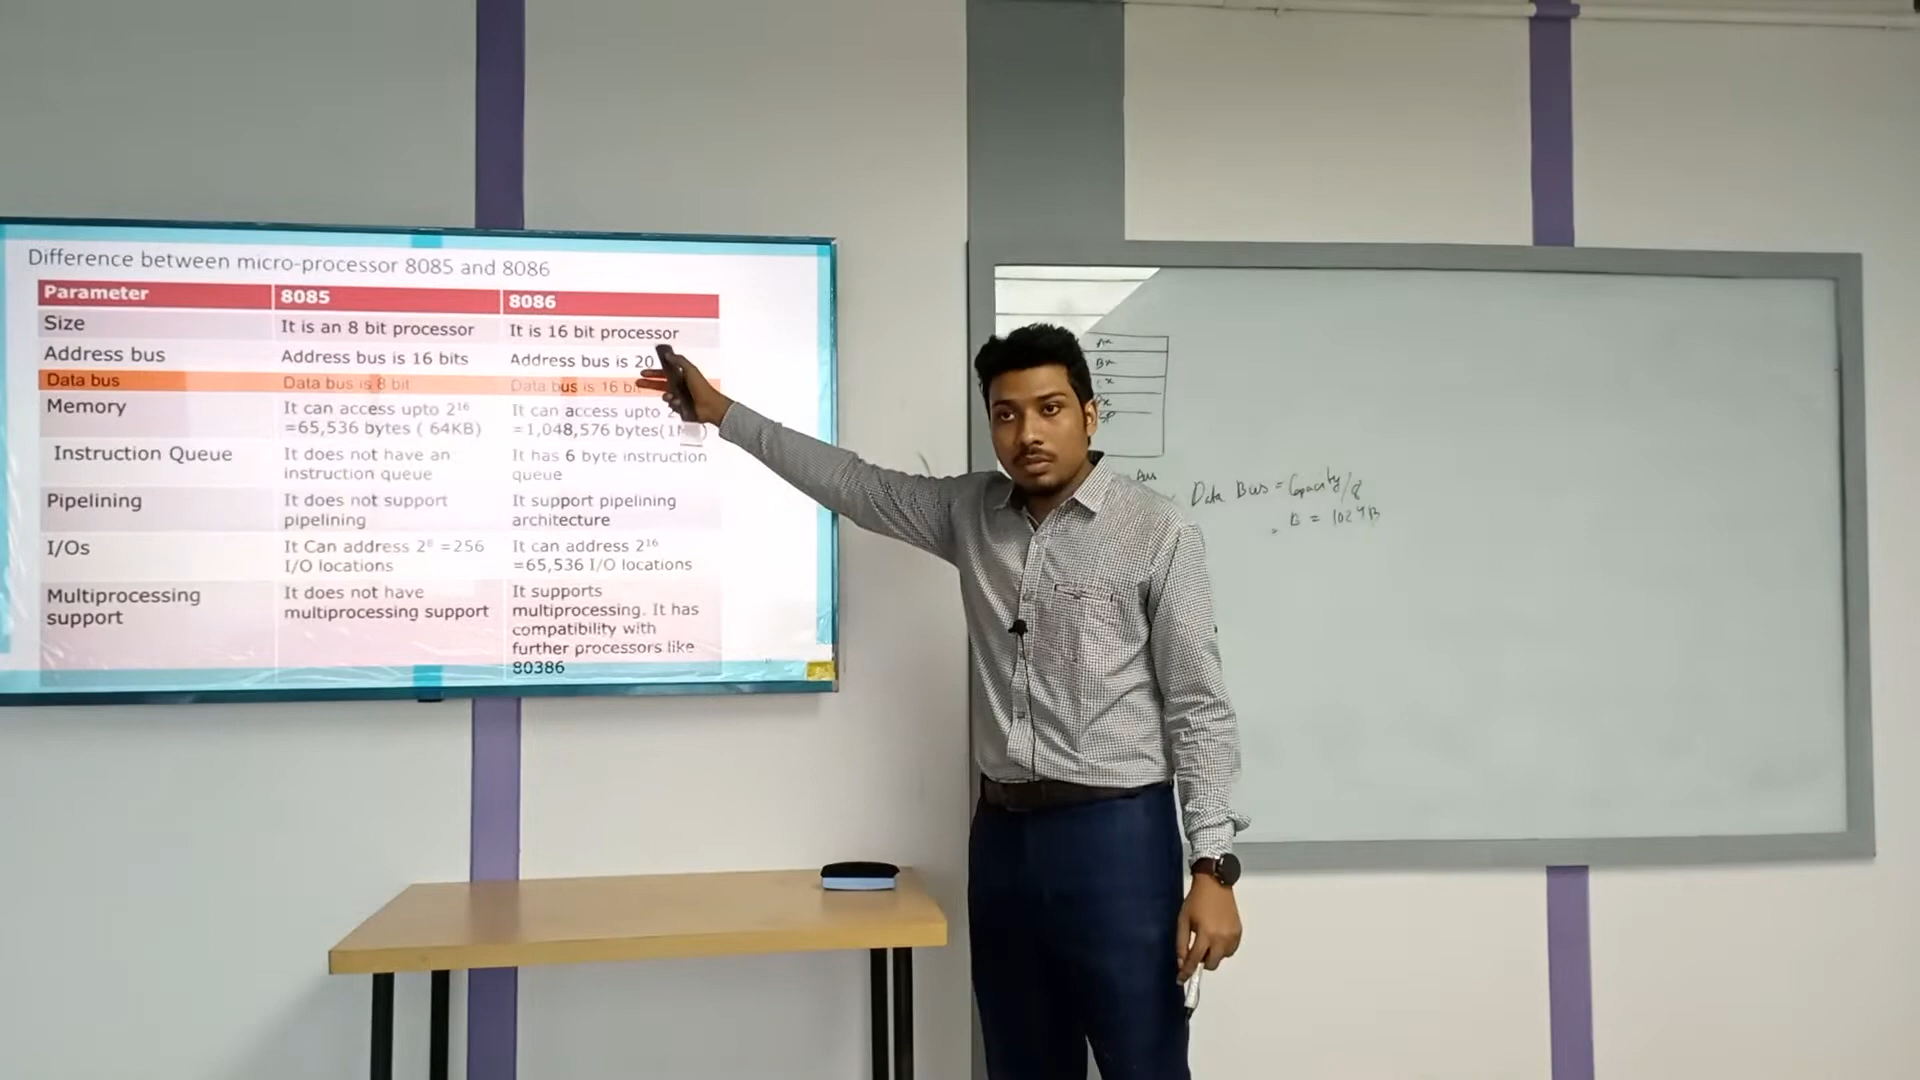 Difference between micro-processor 8085 and 8086
Parameter 8085 8086
Size It is an 8 bit processor It is 16 bit processor
Address bus Address bus is 16 bits Address bus is 20
Data bus Data bus is 8 bit Data bus is 16
Memory It can access upto 2¹⁶ It can access upto
=65,536 bytes ( 64KB) =1,048,576 bytes(1
Instruction Queue It does not have an It has 6 byte instruction
instruction queue queue
Pipelining It does not support It support pipelining
pipelining architecture
I/Os It Can address 2⁸ =256 It can address 2¹⁶
I/O locations =65,536 I/O locations
Multiprocessing It does not have It supports
support multiprocessing support multiprocessing. It has
compatibility with
further processors like
80386
Bus
Data Bus = Capacity/8